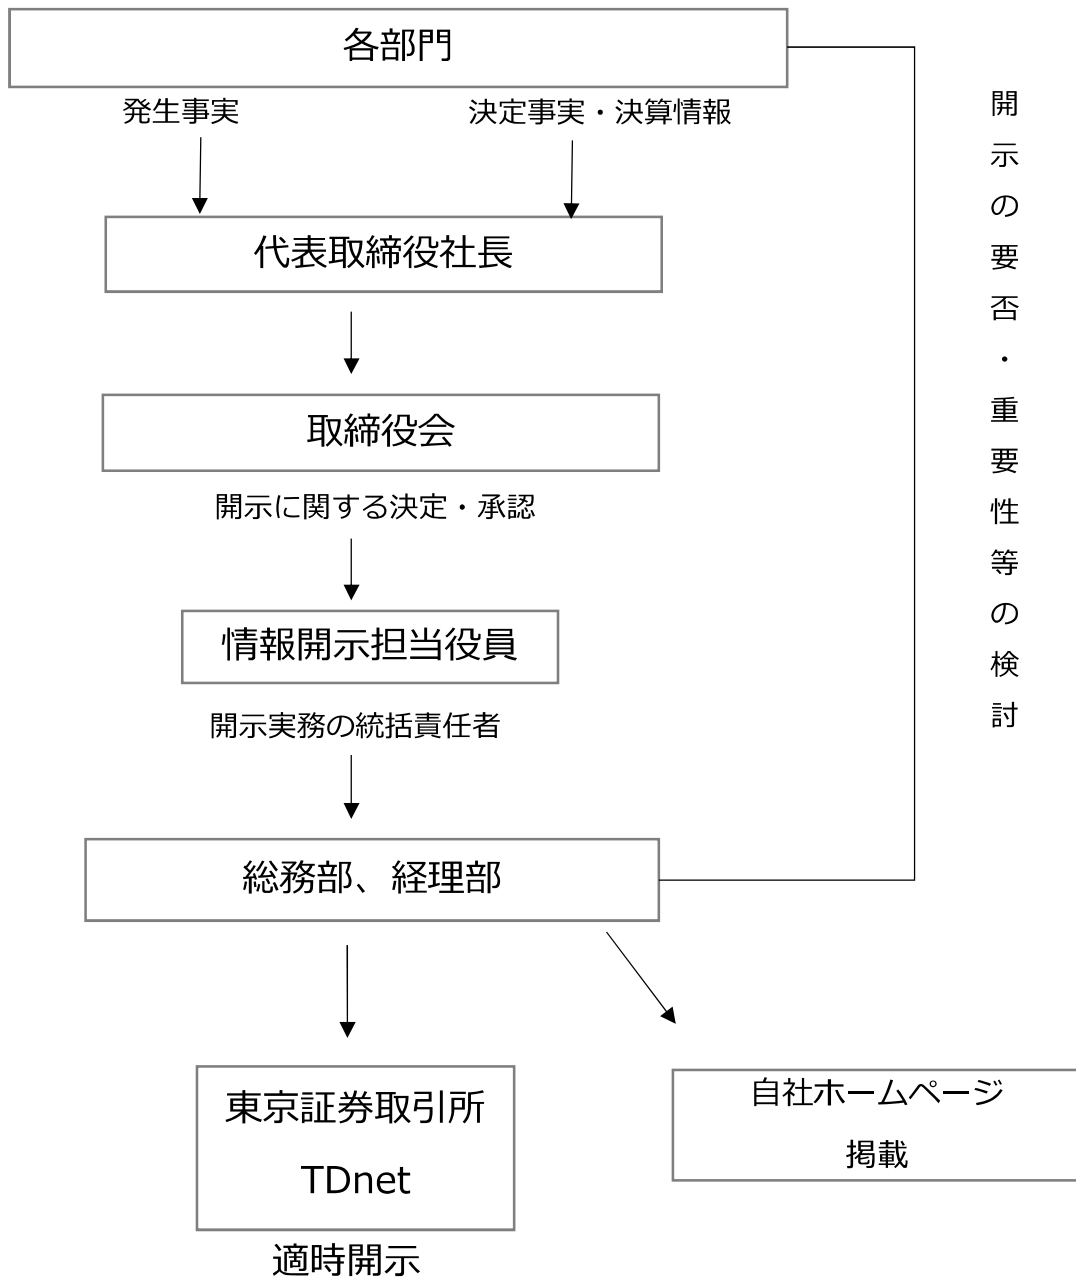 各部門
発生事実
決定事実・決算情報
代表取締役社長
取締役会
開示に関する決定・承認
情報開示担当役員
開示実務の統括責任者
総務部、経理部
開示の要否・重要性等の検討
東京証券取引所
TDnet
適時開示
自社ホームページ
掲載